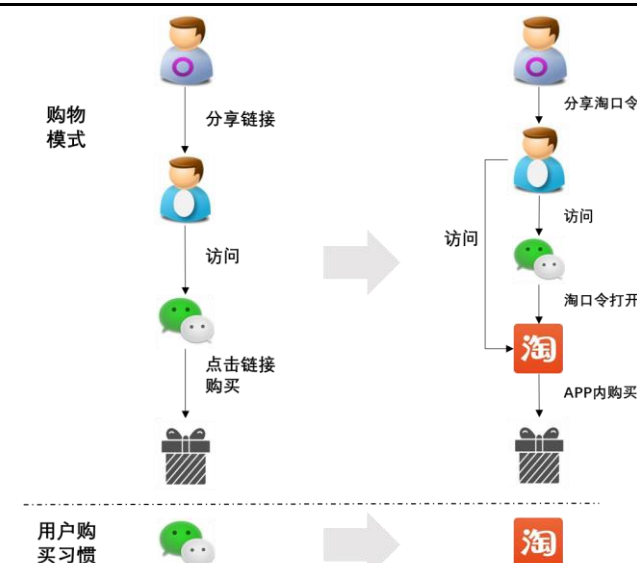 购物
模式
分享链接
访问
点击链接
购买
分享淘口令
访问
访问
淘
淘口令打开
APP内购买
用户购
买习惯
淘